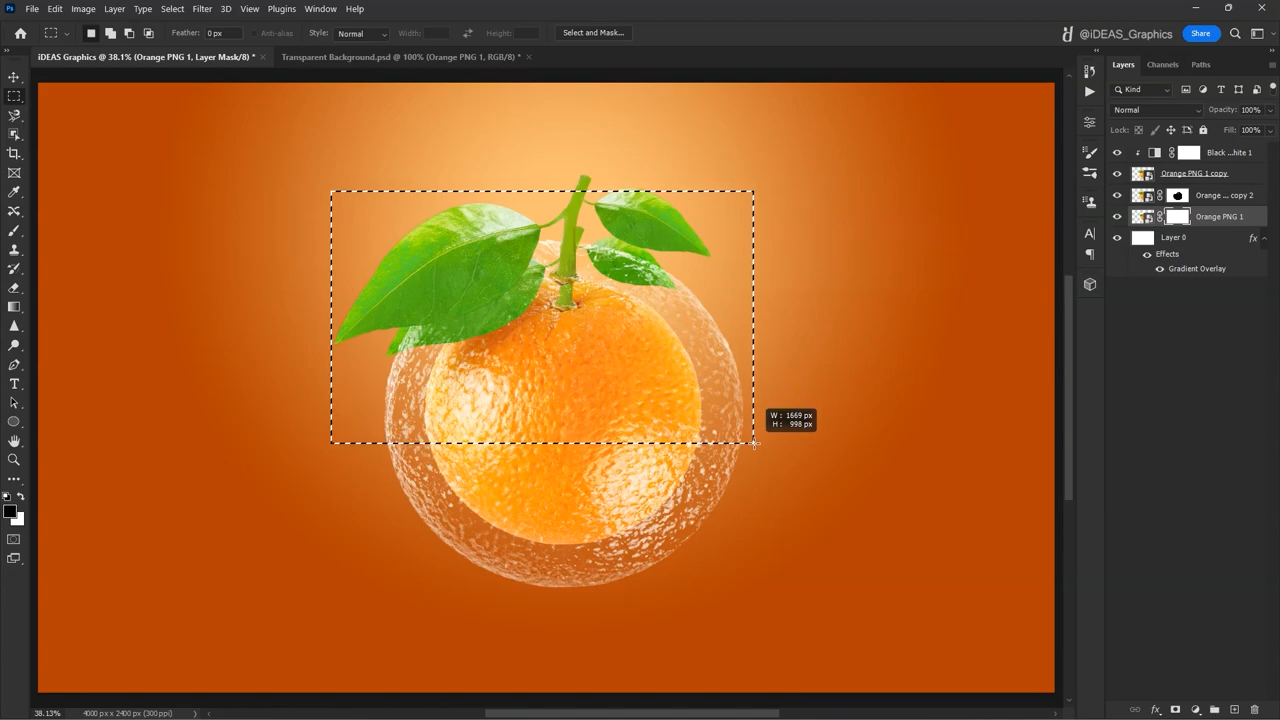 Ps File Edit Image Layer Type Select Filter 3D View Plugins Window Help
Feather: 0 px Anti-alias Style: Normal Width: Height: Select and Mask... @iDEAS_Graphics Share
iDEAS Graphics @ 38.1% (Orange PNG 1, Layer Mask/8) * × Transparent Background.psd @ 100% (Orange PNG 1, RGB/8) * ×
Layers Channels Paths
Kind
Normal Opacity: 100%
Lock: Fill: 100%
Black ...hite 1
Orange PNG 1 copy
Orange ... copy 2
Orange PNG 1
Layer 0 fx
Effects
Gradient Overlay
W : 1669 px
H : 998 px
38.13% 4000 px x 2400 px (300 ppi)